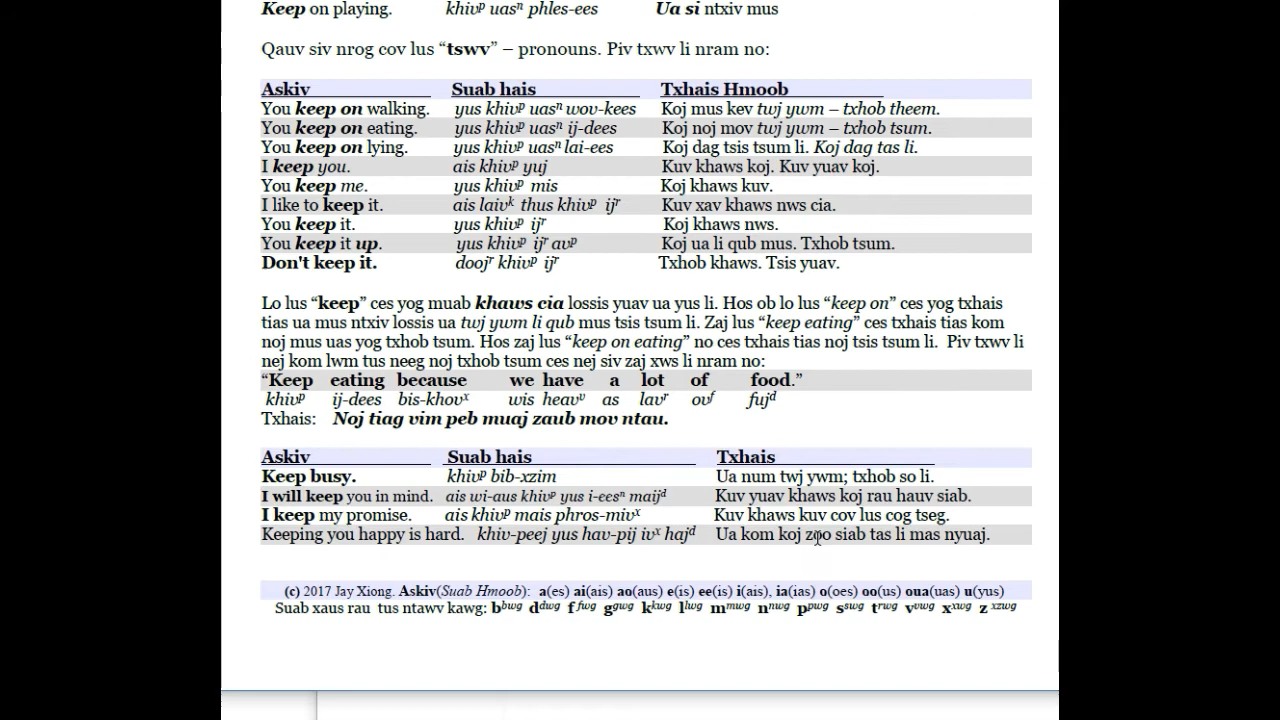 Keep on playing. khivᵖ uasⁿ phles-ees Ua si ntxiv mus
Qauv siv nrog cov lus “tswv” – pronouns. Piv txwv li nram no:
Askiv Suab hais Txhais Hmoob
You keep on walking. yus khivᵖ uasⁿ wov-kees Koj mus kev twj ywm – txhob theem.
You keep on eating. yus khivᵖ uasⁿ ij-dees Koj noj mov twj ywm – txhob tsum.
You keep on lying. yus khivᵖ uasⁿ lai-ees Koj dag tsis tsum li. Koj dag tas li.
I keep you. ais khivᵖ yuj Kuv khaws koj. Kuv yuav koj.
You keep me. yus khivᵖ mis Koj khaws kuv.
I like to keep it. ais laivᵏ thus khivᵖ ijʳ Kuv xav khaws nws cia.
You keep it. yus khivᵖ ijʳ Koj khaws nws.
You keep it up. yus khivᵖ ijʳ avᵖ Koj ua li qub mus. Txhob tsum.
Don't keep it. doojʳ khivᵖ ijʳ Txhob khaws. Tsis yuav.
Lo lus “keep” ces yog muab khaws cia lossis yuav ua yus li. Hos ob lo lus “keep on” ces yog txhais
tias ua mus ntxiv lossis ua twj ywm li qub mus tsis tsum li. Zaj lus “keep eating” ces txhais tias kom
noj mus uas yog txhob tsum. Hos zaj lus “keep on eating” no ces txhais tias noj tsis tsum li. Piv txwv li
nej kom lwm tus neeg noj txhob tsum ces nej siv zaj xws li nram no:
“Keep eating because we have a lot of food.”
khivᵖ ij-dees bis-khovˣ wis heavᵛ as lavʳ ovᶠ fujᵈ
Txhais: Noj tiag vim peb muaj zaub mov ntau.
Askiv Suab hais Txhais
Keep busy. khivᵖ bib-xzim Ua num twj ywm; txhob so li.
I will keep you in mind. ais wi-aus khivᵖ yus i-eesⁿ maijᵈ Kuv yuav khaws koj rau hauv siab.
I keep my promise. ais khivᵖ mais phros-mivˣ Kuv khaws kuv cov lus cog tseg.
Keeping you happy is hard. khiv-peej yus hav-pij ivˣ hajᵈ Ua kom koj zoo siab tas li mas nyuaj.
(c) 2017 Jay Xiong. Askiv(Suab Hmoob): a(es) ai(ais) ao(aus) e(is) ee(is) i(ais), ia(ias) o(oes) oo(us) oua(uas) u(yus)
Suab xaus rau tus ntawv kawg: bᵇʷᵍ dᵈʷᵍ fᶠʷᵍ gᵍʷᵍ kᵏʷᵍ lˡʷᵍ mᵐʷᵍ nⁿʷᵍ pᵖʷᵍ sˢʷᵍ tʳʷᵍ vᵛʷᵍ xˣʷᵍ z ˣᶻʷᵍ